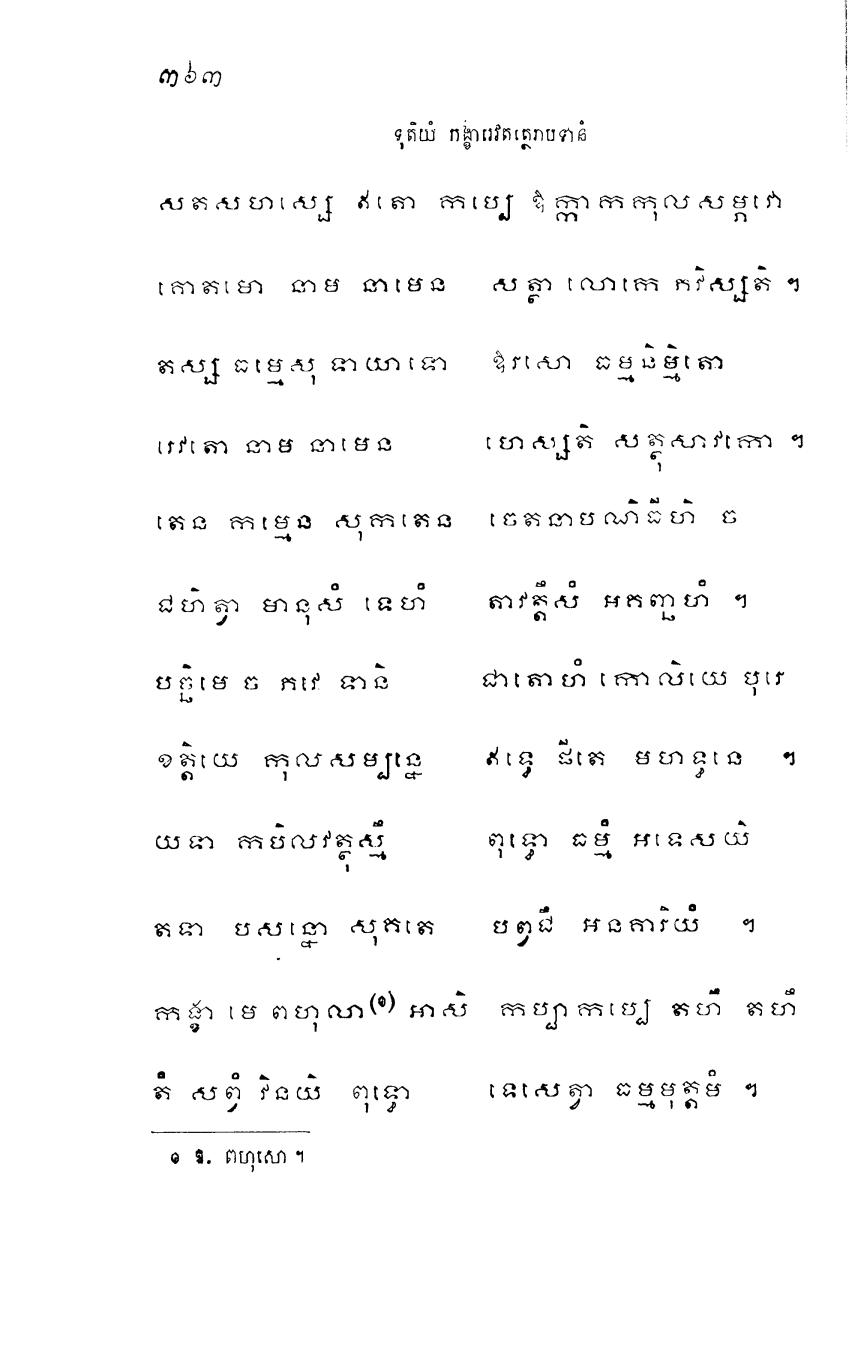 ៣៦៣
ទុតិយំ កង្ខារេវតត្ថេរាបទានំ
សតសហស្សេ ឥតោ កប្បេ ឱក្កាកកុលសម្ភវោ
គោតមោ នាម នាមេន សត្ថា លោកេ ភវិស្សតិ ។
តស្ស ធម្មេសុ ទាយាទោ ឱរសោ ធម្មនិម្មិតោ
រេវតោ នាម នាមេន ហេស្សតិ សត្ថុសាវកោ ។
តេន កម្មេន សុកតេន ចេតនាបណិធីហិ ច
ជហិត្វា មានុសំ ទេហំ តាវត្តឹសំ អគញ្ឆហំ ។
បច្ឆិមេ ច ភវេ ទានិ ជាតោហំ កោលិយេ បុរេ
ខត្តិយេ កុលសម្បន្នេ ឥទ្ធេ ផីតេ មហទ្ធនេ ។
យទា កបិលវត្ថុស្មឹ ពុទ្ធោ ធម្មំ អទេសយិ
តទា បសន្នោ សុគតេ បព្វជឹ អនគារិយំ ។
កង្ខា មេ ពហុលា(១) អាសិ កប្បាកប្បេ តហឹ តហឹ
តំ សព្វំ វិនយិ ពុទ្ធោ ទេសេត្វា ធម្មមុត្តមំ ។
១ ឱ. ពហុសោ ។